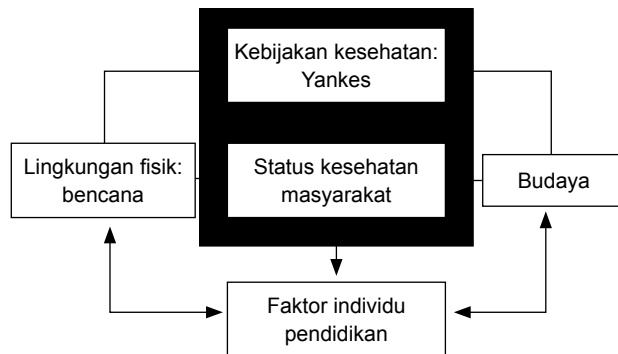 Kebijakan kesehatan:
Yankes
Lingkungan fisik:
bencana
Status kesehatan
masyarakat
Budaya
Faktor individu
pendidikan